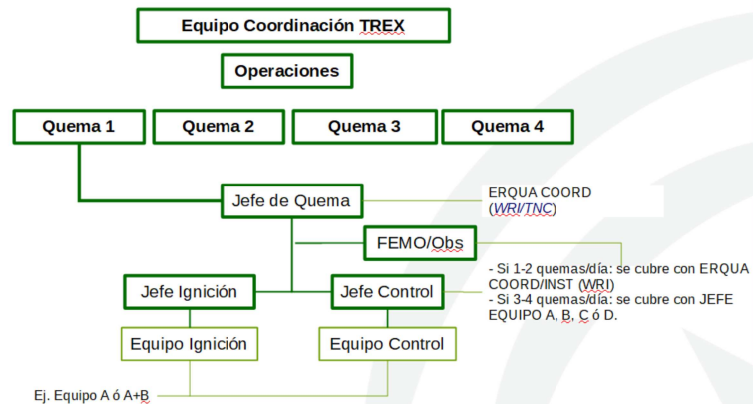 Equipo Coordinación TREX
Operaciones
Quema 1
Quema 2
Quema 3
Quema 4
Jefe de Quema
ERQUA COORD
(WRI/TNC)
FEMO/Obs
Jefe Ignición
Jefe Control
- Si 1-2 quemas/día: se cubre con ERQUA
COORD/INST (WRI)
- Si 3-4 quemas/día: se cubre con JEFE
EQUIPO A, B, C ó D.
Equipo Ignición
Equipo Control
Ej. Equipo A ó A+B